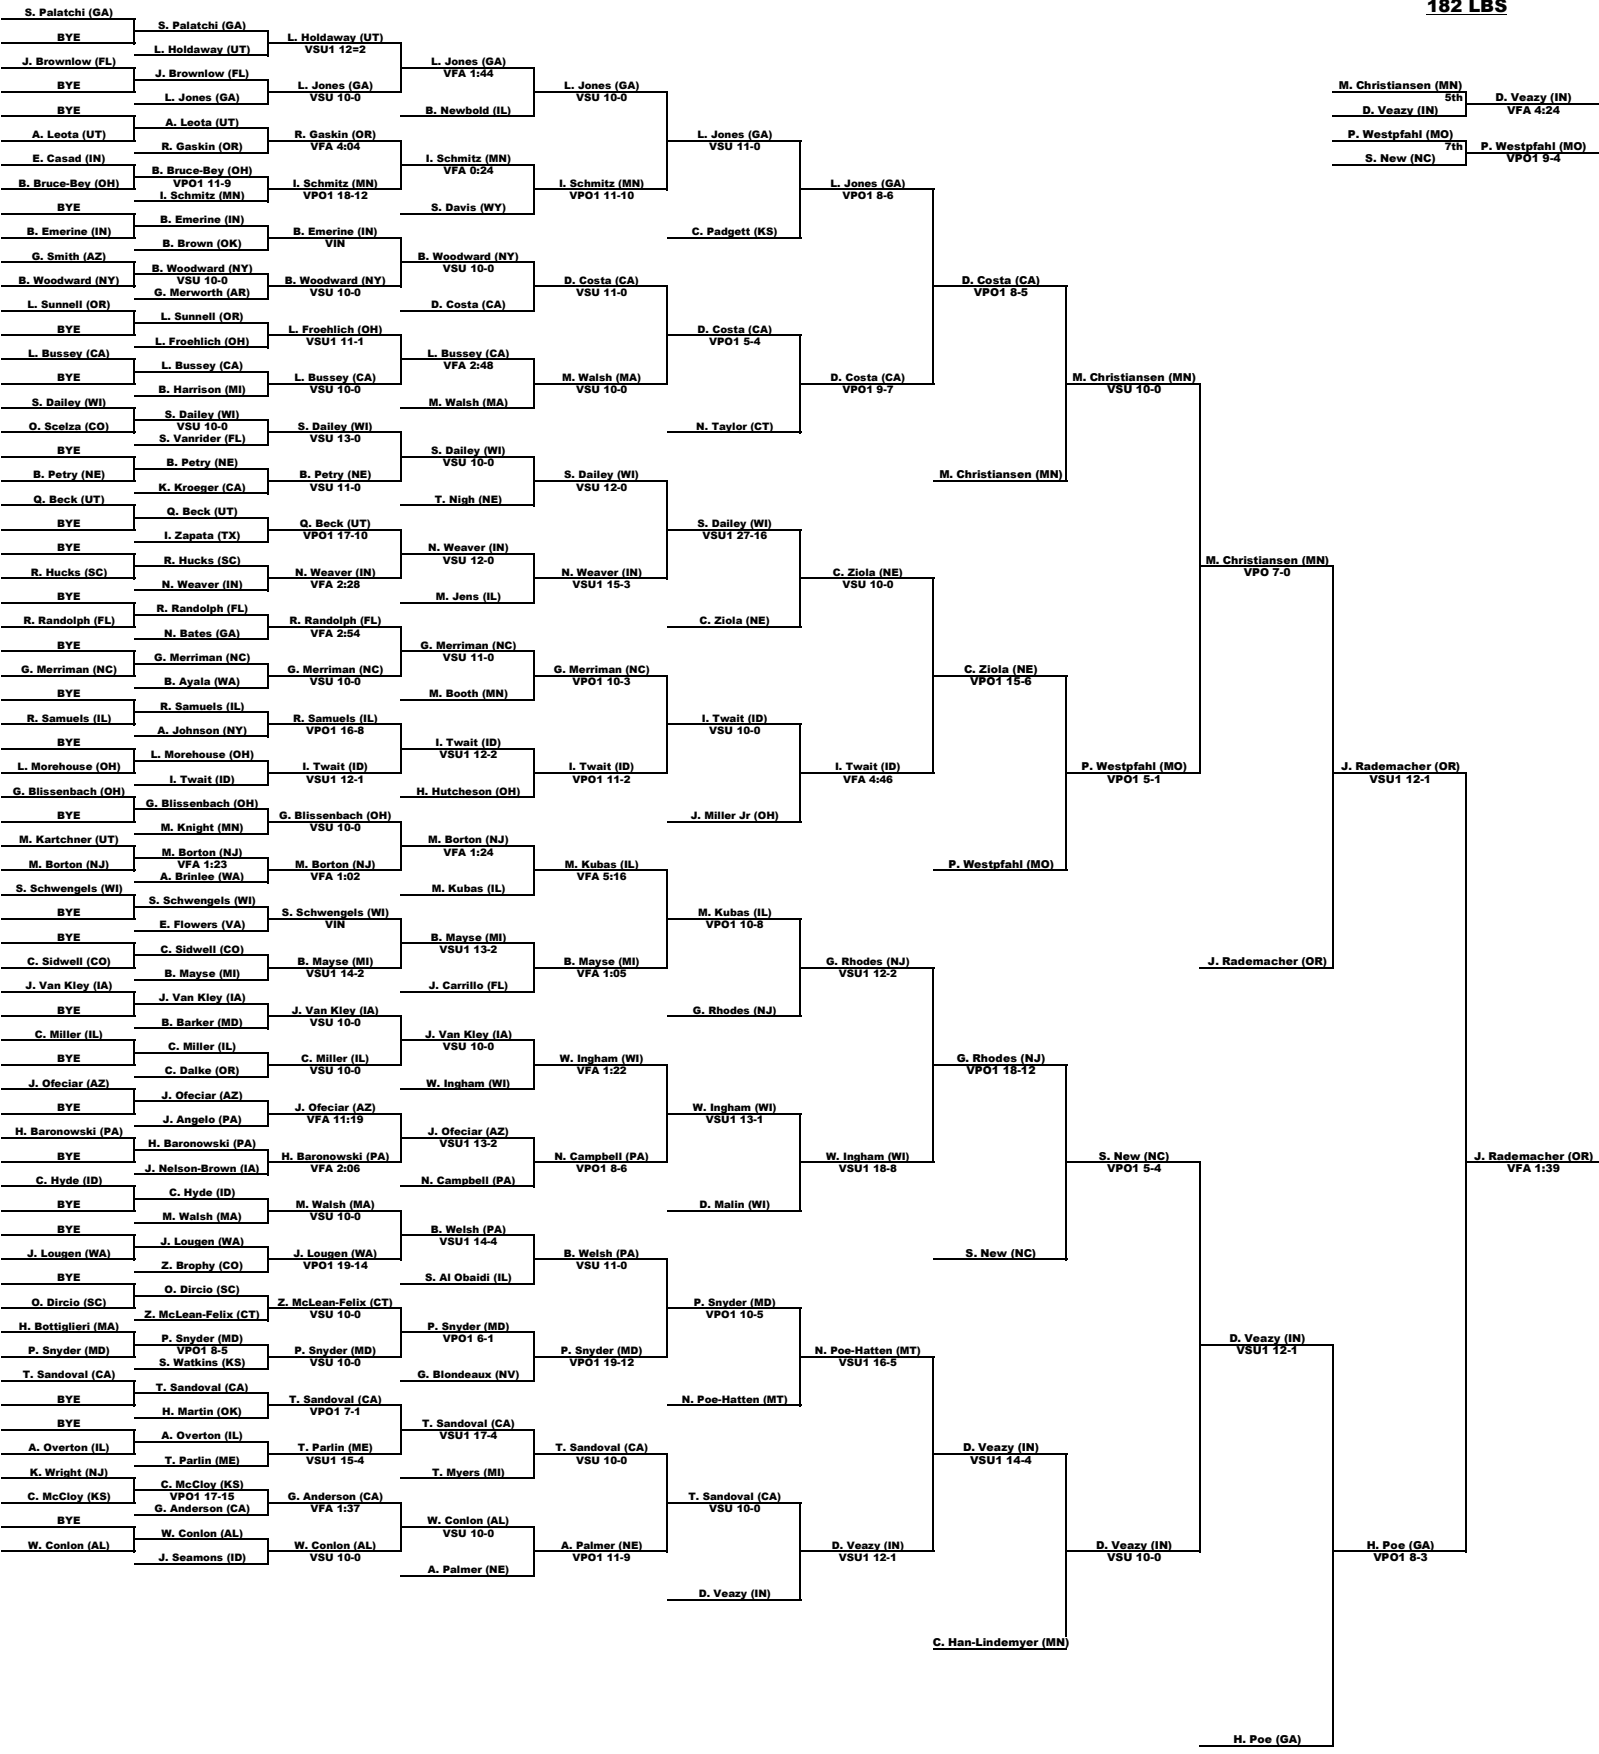 182 LBS
M. Christiansen (MN)
5th
D. Veazy (IN)
D. Veazy (IN)
VFA 4:24
P. Westpfahl (MO)
7th
S. New (NC)
P. Westpfahl (MO)
VPO1 9-4
S. Palatchi (GA)
BYE
J. Brownlow (FL)
BYE
BYE
A. Leota (UT)
E. Casad (IN)
B. Bruce-Bey (OH)
BYE
B. Emerine (IN)
G. Smith (AZ)
B. Woodward (NY)
L. Sunnell (OR)
BYE
L. Bussey (CA)
BYE
S. Dailey (WI)
O. Scelza (CO)
BYE
B. Petry (NE)
Q. Beck (UT)
BYE
BYE
R. Hucks (SC)
BYE
R. Randolph (FL)
BYE
G. Merriman (NC)
BYE
R. Samuels (IL)
BYE
L. Morehouse (OH)
G. Blissenbach (OH)
BYE
M. Kartchner (UT)
M. Borton (NJ)
S. Schwengels (WI)
BYE
BYE
C. Sidwell (CO)
J. Van Kley (IA)
BYE
C. Miller (IL)
BYE
J. Ofeciar (AZ)
BYE
H. Baronowski (PA)
BYE
C. Hyde (ID)
BYE
BYE
J. Lougen (WA)
BYE
O. Dircio (SC)
H. Bottiglieri (MA)
P. Snyder (MD)
T. Sandoval (CA)
BYE
BYE
A. Overton (IL)
K. Wright (NJ)
C. McCloy (KS)
BYE
W. Conlon (AL)
S. Palatchi (GA)
L. Holdaway (UT)
J. Brownlow (FL)
L. Jones (GA)
A. Leota (UT)
R. Gaskin (OR)
B. Bruce-Bey (OH)
VPO1 11-9
I. Schmitz (MN)
B. Emerine (IN)
B. Brown (OK)
B. Woodward (NY)
VSU 10-0
G. Merworth (AR)
L. Sunnell (OR)
L. Froehlich (OH)
L. Bussey (CA)
B. Harrison (MI)
S. Dailey (WI)
VSU 10-0
S. Vanrider (FL)
B. Petry (NE)
K. Kroeger (CA)
Q. Beck (UT)
I. Zapata (TX)
R. Hucks (SC)
N. Weaver (IN)
R. Randolph (FL)
N. Bates (GA)
G. Merriman (NC)
B. Ayala (WA)
R. Samuels (IL)
A. Johnson (NY)
L. Morehouse (OH)
I. Twait (ID)
G. Blissenbach (OH)
M. Knight (MN)
M. Borton (NJ)
VFA 1:23
A. Brinlee (WA)
S. Schwengels (WI)
E. Flowers (VA)
C. Sidwell (CO)
B. Mayse (MI)
J. Van Kley (IA)
B. Barker (MD)
C. Miller (IL)
C. Dalke (OR)
J. Ofeciar (AZ)
J. Angelo (PA)
H. Baronowski (PA)
J. Nelson-Brown (IA)
C. Hyde (ID)
M. Walsh (MA)
J. Lougen (WA)
Z. Brophy (CO)
O. Dircio (SC)
Z. McLean-Felix (CT)
P. Snyder (MD)
VPO1 8-5
S. Watkins (KS)
T. Sandoval (CA)
H. Martin (OK)
A. Overton (IL)
T. Parlin (ME)
C. McCloy (KS)
VPO1 17-15
G. Anderson (CA)
W. Conlon (AL)
J. Seamons (ID)
L. Holdaway (UT)
VSU1 12=2
L. Jones (GA)
VSU 10-0
R. Gaskin (OR)
VFA 4:04
I. Schmitz (MN)
VPO1 18-12
B. Emerine (IN)
VIN
B. Woodward (NY)
VSU 10-0
L. Froehlich (OH)
VSU1 11-1
L. Bussey (CA)
VSU 10-0
S. Dailey (WI)
VSU 13-0
B. Petry (NE)
VSU 11-0
Q. Beck (UT)
VPO1 17-10
N. Weaver (IN)
VFA 2:28
R. Randolph (FL)
VFA 2:54
G. Merriman (NC)
VSU 10-0
R. Samuels (IL)
VPO1 16-8
I. Twait (ID)
VSU1 12-1
G. Blissenbach (OH)
VSU 10-0
M. Borton (NJ)
VFA 1:02
S. Schwengels (WI)
VIN
B. Mayse (MI)
VSU1 14-2
J. Van Kley (IA)
VSU 10-0
C. Miller (IL)
VSU 10-0
J. Ofeciar (AZ)
VFA 11:19
H. Baronowski (PA)
VFA 2:06
M. Walsh (MA)
VSU 10-0
J. Lougen (WA)
VPO1 19-14
Z. McLean-Felix (CT)
VSU 10-0
P. Snyder (MD)
VSU 10-0
T. Sandoval (CA)
VPO1 7-1
T. Parlin (ME)
VSU1 15-4
G. Anderson (CA)
VFA 1:37
W. Conlon (AL)
VSU 10-0
L. Jones (GA)
VFA 1:44
B. Newbold (IL)
I. Schmitz (MN)
VFA 0:24
S. Davis (WY)
B. Woodward (NY)
VSU 10-0
D. Costa (CA)
L. Bussey (CA)
VFA 2:48
M. Walsh (MA)
S. Dailey (WI)
VSU 10-0
T. Nigh (NE)
N. Weaver (IN)
VSU 12-0
M. Jens (IL)
G. Merriman (NC)
VSU 11-0
M. Booth (MN)
I. Twait (ID)
VSU1 12-2
H. Hutcheson (OH)
M. Borton (NJ)
VFA 1:24
M. Kubas (IL)
B. Mayse (MI)
VSU1 13-2
J. Carrillo (FL)
J. Van Kley (IA)
VSU 10-0
W. Ingham (WI)
J. Ofeciar (AZ)
VSU1 13-2
N. Campbell (PA)
B. Welsh (PA)
VSU1 14-4
S. Al Obaidi (IL)
P. Snyder (MD)
VPO1 6-1
G. Blondeaux (NV)
T. Sandoval (CA)
VSU1 17-4
T. Myers (MI)
W. Conlon (AL)
VSU 10-0
A. Palmer (NE)
L. Jones (GA)
VSU 10-0
I. Schmitz (MN)
VPO1 11-10
D. Costa (CA)
VSU 11-0
M. Walsh (MA)
VSU 10-0
S. Dailey (WI)
VSU 12-0
N. Weaver (IN)
VSU1 15-3
G. Merriman (NC)
VPO1 10-3
I. Twait (ID)
VPO1 11-2
M. Kubas (IL)
VFA 5:16
B. Mayse (MI)
VFA 1:05
W. Ingham (WI)
VFA 1:22
N. Campbell (PA)
VPO1 8-6
B. Welsh (PA)
VSU 11-0
P. Snyder (MD)
VPO1 19-12
T. Sandoval (CA)
VSU 10-0
A. Palmer (NE)
VPO1 11-9
L. Jones (GA)
VSU 11-0
C. Padgett (KS)
D. Costa (CA)
VPO1 5-4
N. Taylor (CT)
S. Dailey (WI)
VSU1 27-16
C. Ziola (NE)
I. Twait (ID)
VSU 10-0
J. Miller Jr (OH)
M. Kubas (IL)
VPO1 10-8
G. Rhodes (NJ)
W. Ingham (WI)
VSU1 13-1
D. Malin (WI)
P. Snyder (MD)
VPO1 10-5
N. Poe-Hatten (MT)
T. Sandoval (CA)
VSU 10-0
D. Veazy (IN)
L. Jones (GA)
VPO1 8-6
D. Costa (CA)
VPO1 9-7
C. Ziola (NE)
VSU 10-0
I. Twait (ID)
VFA 4:46
G. Rhodes (NJ)
VSU1 12-2
W. Ingham (WI)
VSU1 18-8
N. Poe-Hatten (MT)
VSU1 16-5
D. Veazy (IN)
VSU1 12-1
D. Costa (CA)
VPO1 8-5
M. Christiansen (MN)
C. Ziola (NE)
VPO1 15-6
P. Westpfahl (MO)
G. Rhodes (NJ)
VPO1 18-12
S. New (NC)
D. Veazy (IN)
VSU1 14-4
C. Han-Lindemyer (MN)
M. Christiansen (MN)
VSU 10-0
P. Westpfahl (MO)
VPO1 5-1
S. New (NC)
VPO1 5-4
D. Veazy (IN)
VSU 10-0
M. Christiansen (MN)
VPO 7-0
J. Rademacher (OR)
D. Veazy (IN)
VSU1 12-1
H. Poe (GA)
J. Rademacher (OR)
VSU1 12-1
H. Poe (GA)
VPO1 8-3
J. Rademacher (OR)
VFA 1:39